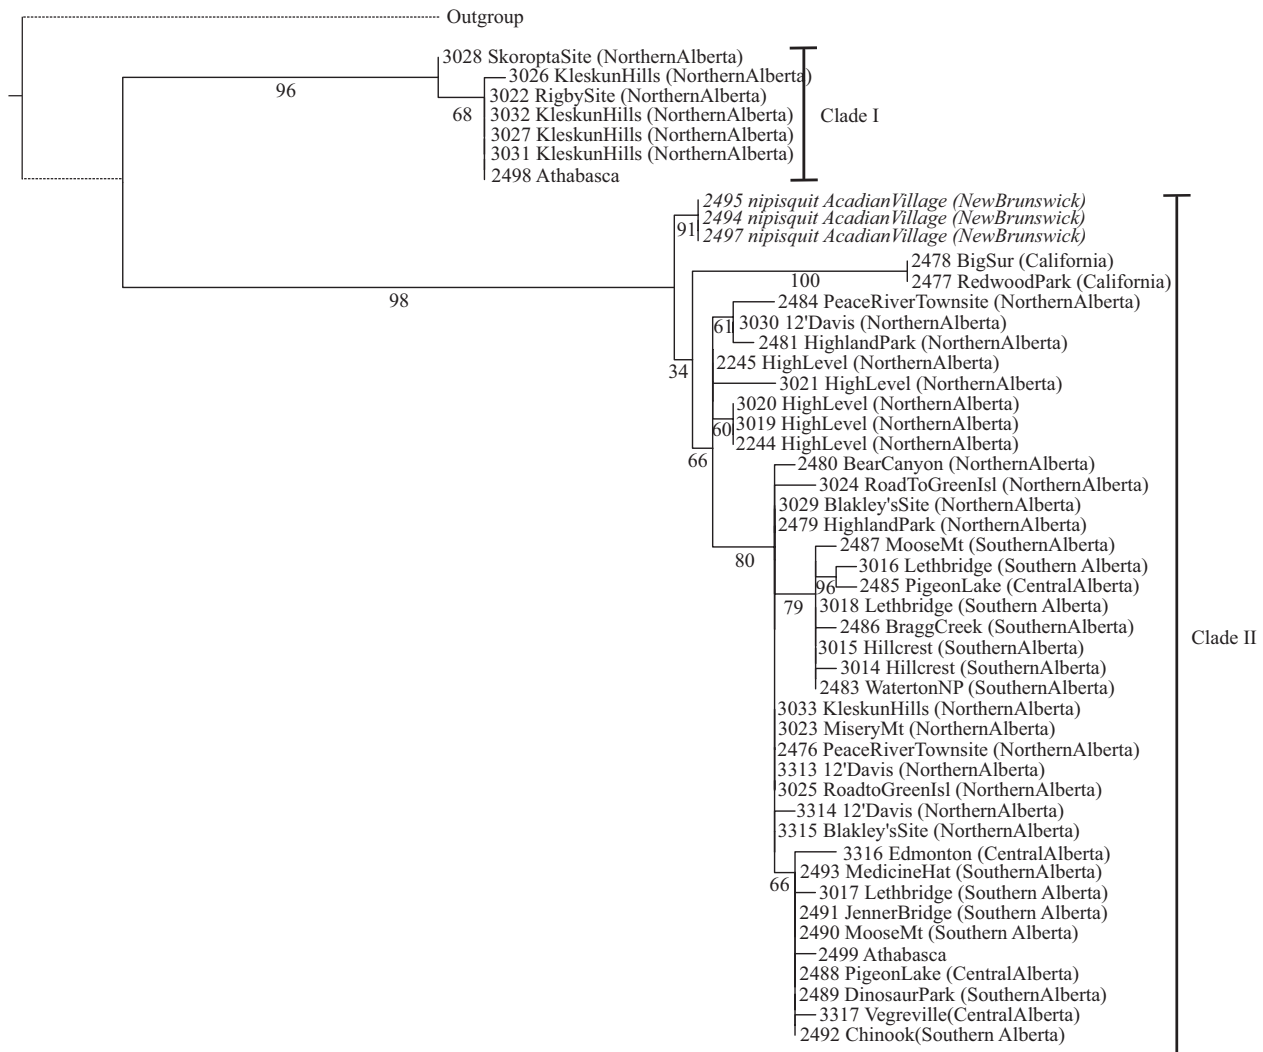 Outgroup
3028 SkoroptaSite (NorthernAlberta)
3026 KleskunHills (NorthernAlberta)
96
3022 RigbySite (NorthernAlberta)
68
3032 KleskunHills (NorthernAlberta)
Clade I
3027 KleskunHills (NorthernAlberta)
3031 KleskunHills (NorthernAlberta)
2498 Athabasca
2495 nipisquit AcadianVillage (NewBrunswick)
2494 nipisquit AcadianVillage (NewBrunswick)
91
2497 nipisquit AcadianVillage (NewBrunswick)
2478 BigSur (California)
100
2477 RedwoodPark (California)
98
2484 PeaceRiverTownsite (NorthernAlberta)
61
3030 12'Davis (NorthernAlberta)
2481 HighlandPark (NorthernAlberta)
2245 HighLevel (NorthernAlberta)
34
3021 HighLevel (NorthernAlberta)
3020 HighLevel (NorthernAlberta)
60
3019 HighLevel (NorthernAlberta)
2244 HighLevel (NorthernAlberta)
66
2480 BearCanyon (NorthernAlberta)
3024 RoadToGreenIsl (NorthernAlberta)
3029 Blakley'sSite (NorthernAlberta)
2479 HighlandPark (NorthernAlberta)
2487 MooseMt (SouthernAlberta)
80
3016 Lethbridge (Southern Alberta)
96
2485 PigeonLake (CentralAlberta)
79
3018 Lethbridge (Southern Alberta)
2486 BraggCreek (SouthernAlberta)
Clade II
3015 Hillcrest (SouthernAlberta)
3014 Hillcrest (SouthernAlberta)
2483 WatertonNP (SouthernAlberta)
3033 KleskunHills (NorthernAlberta)
3023 MiseryMt (NorthernAlberta)
2476 PeaceRiverTownsite (NorthernAlberta)
3313 12'Davis (NorthernAlberta)
3025 RoadtoGreenIsl (NorthernAlberta)
3314 12'Davis (NorthernAlberta)
3315 Blakley'sSite (NorthernAlberta)
3316 Edmonton (CentralAlberta)
2493 MedicineHat (SouthernAlberta)
66
3017 Lethbridge (Southern Alberta)
2491 JennerBridge (Southern Alberta)
2490 MooseMt (Southern Alberta)
2499 Athabasca
2488 PigeonLake (CentralAlberta)
2489 DinosaurPark (SouthernAlberta)
3317 Vegreville(CentralAlberta)
2492 Chinook(Southern Alberta)